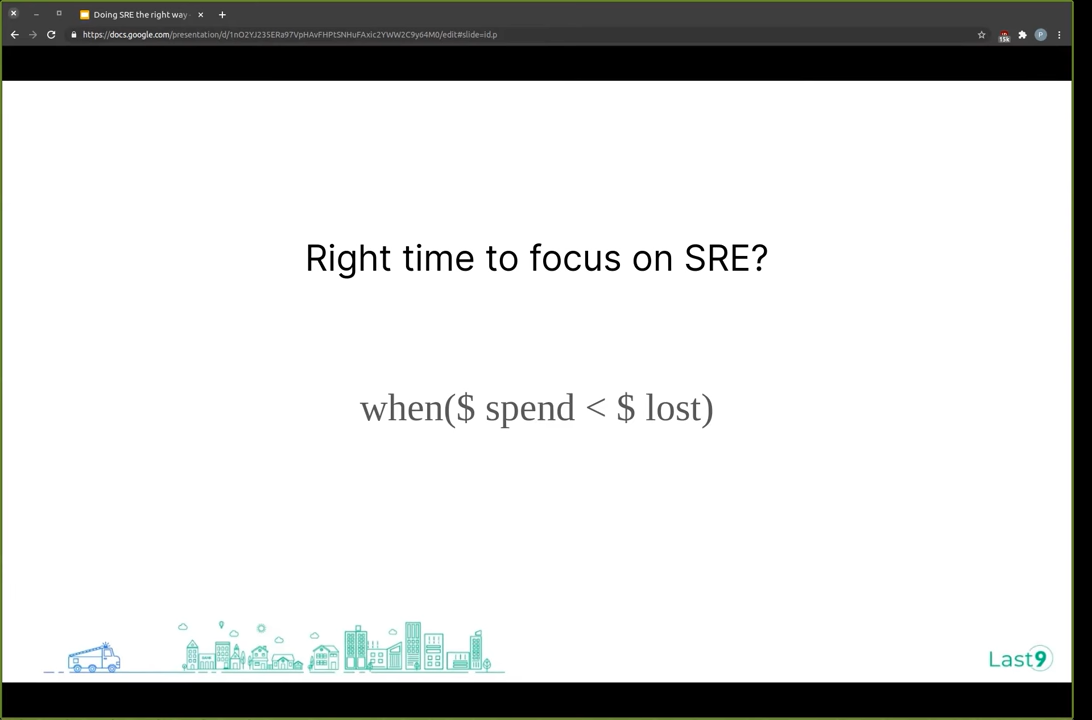 Doing SRE the right way
https://docs.google.com/presentation/d/1nO2YJ235ERa97VpHAvFHPtSNHuFAxic2YWW2C9y64M0/edit#slide=id.p
15k
P
Right time to focus on SRE?
when($ spend < $ lost)
Last9